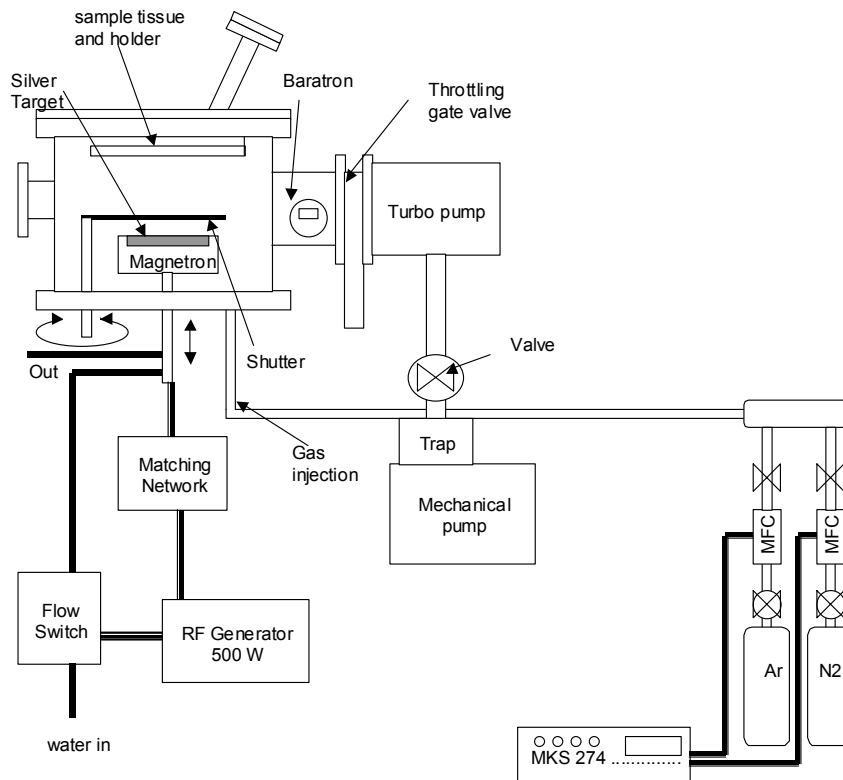 sample tissue
and holder
Silver
Target
Baratron
Throttling
gate valve
Turbo pump
Magnetron
Shutter
Valve
Out
Gas
injection
Trap
Matching
Network
Mechanical
pump
MFC
MFC
Flow
Switch
RF Generator
500 W
Ar
N2
water in
MKS 274